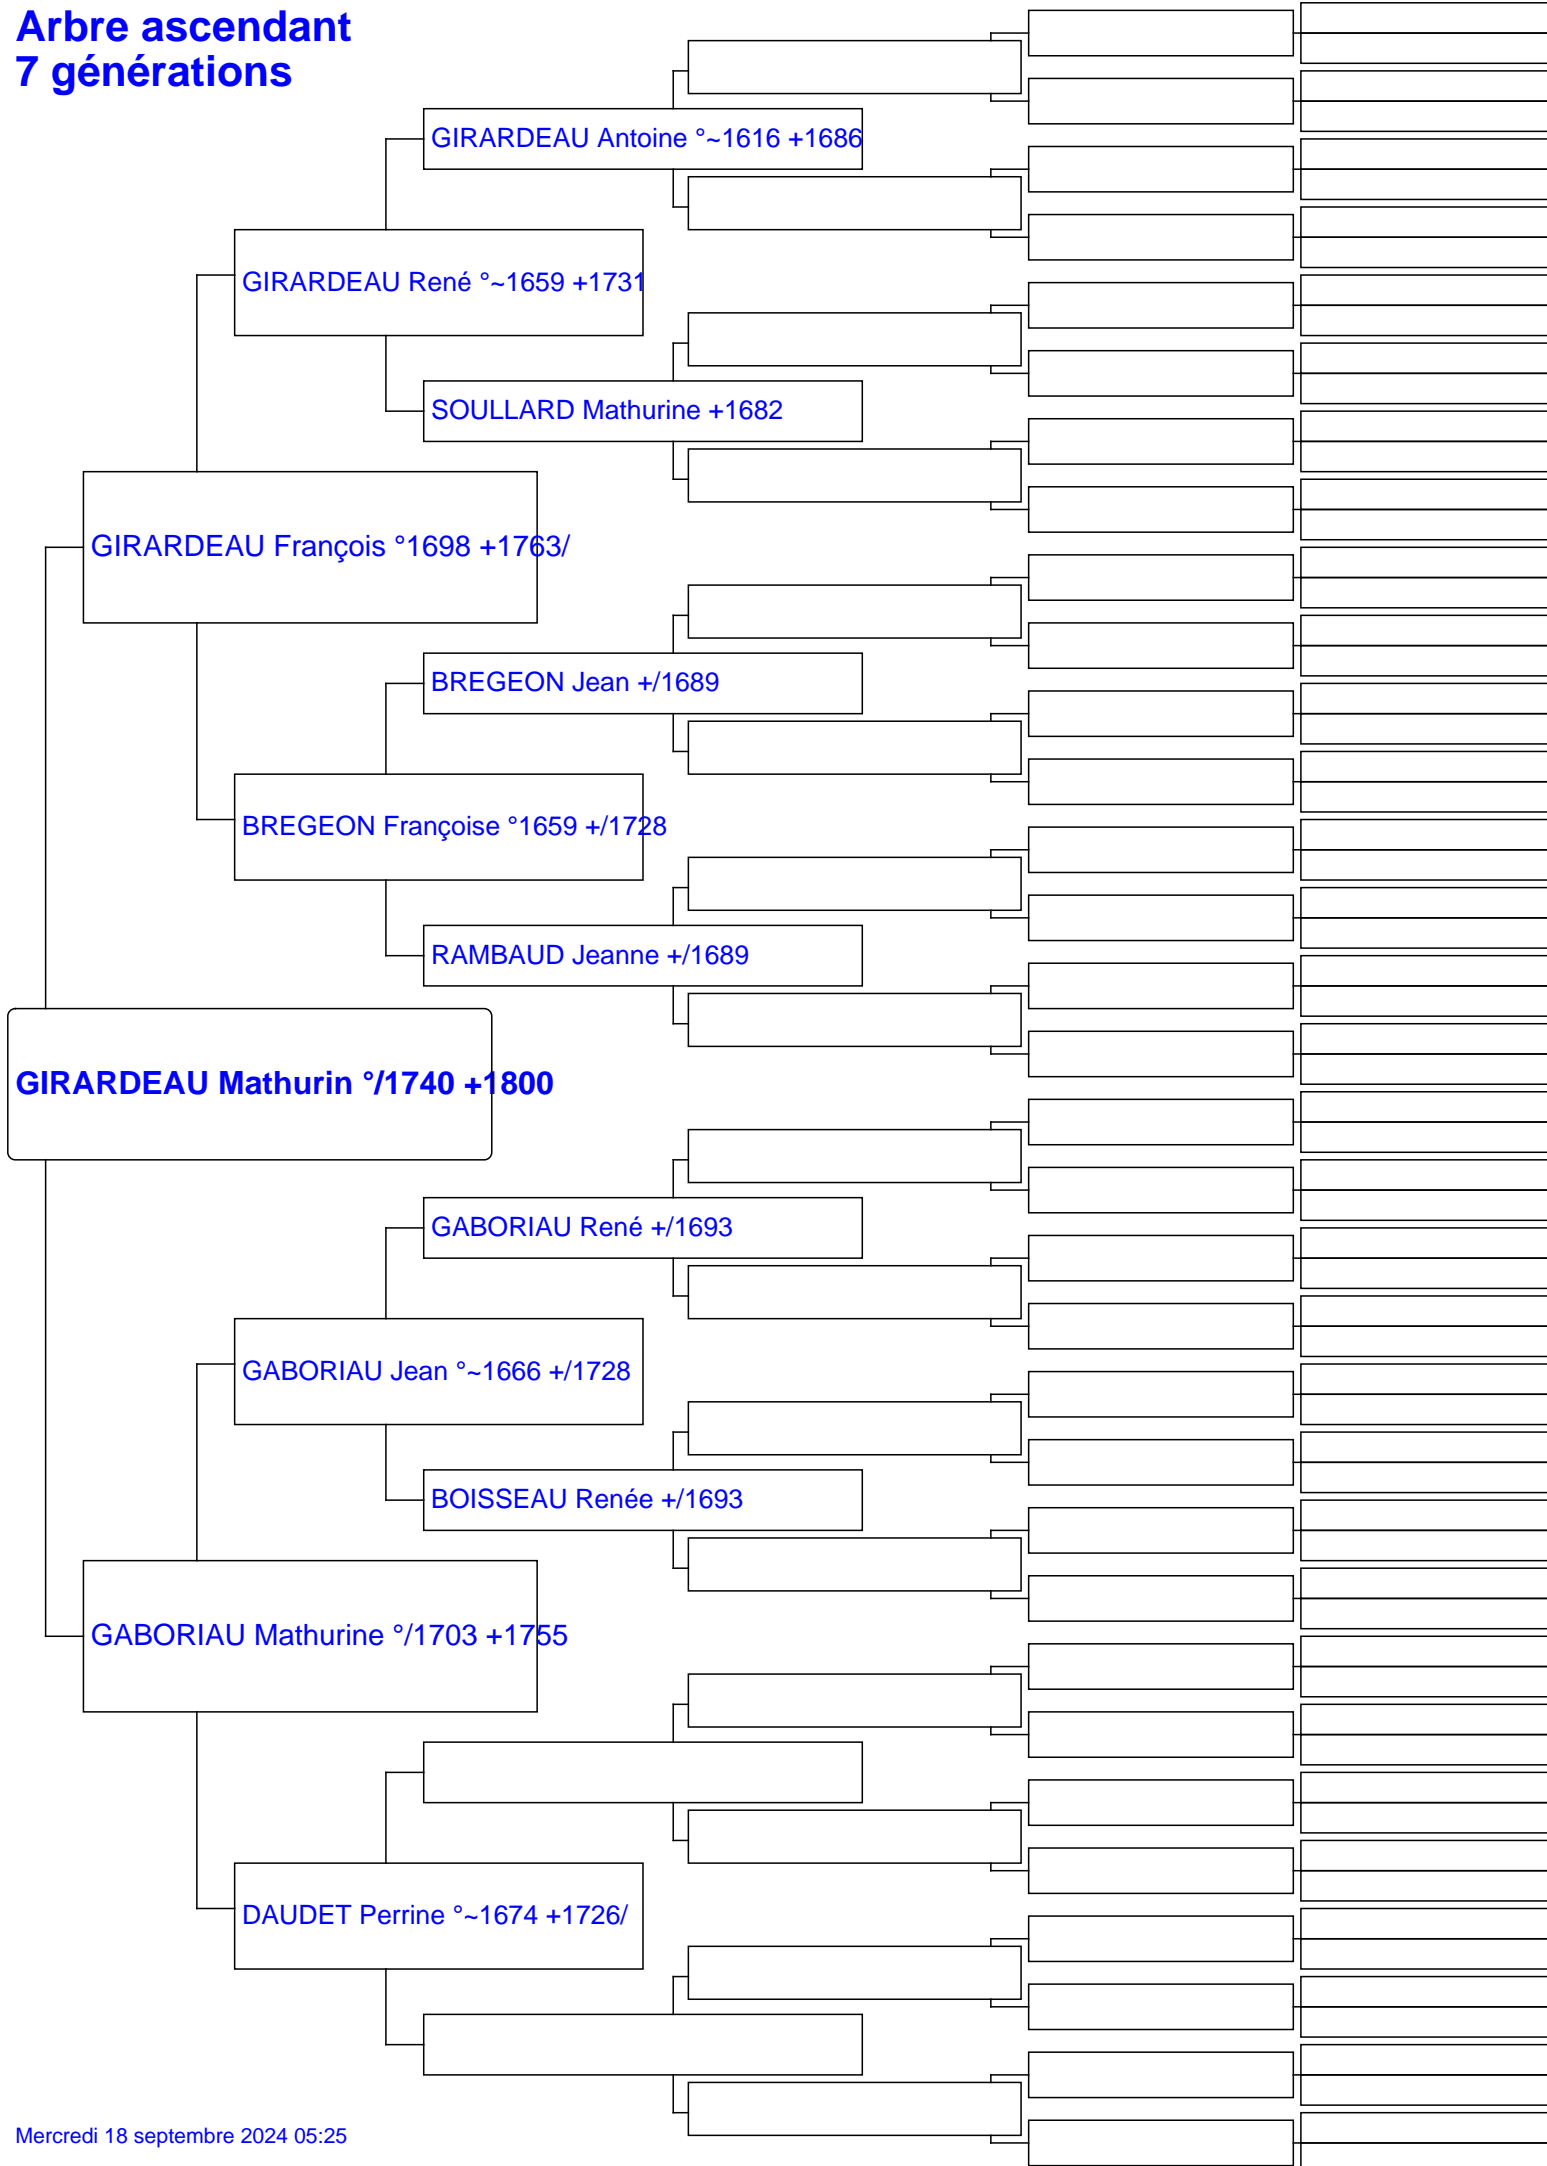 Arbre ascendant
7 générations
GIRARDEAU Antoine °~1616 +1686
GIRARDEAU René °~1659 +1731
SOULLARD Mathurine +1682
GIRARDEAU François °1698 +1763/
BREGEON Jean +/1689
BREGEON Françoise °1659 +/1728
RAMBAUD Jeanne +/1689
GIRARDEAU Mathurin °/1740 +1800
GABORIAU René +/1693
GABORIAU Jean °~1666 +/1728
BOISSEAU Renée +/1693
GABORIAU Mathurine °/1703 +1755
DAUDET Perrine °~1674 +1726/
Mercredi 18 septembre 2024 05:25